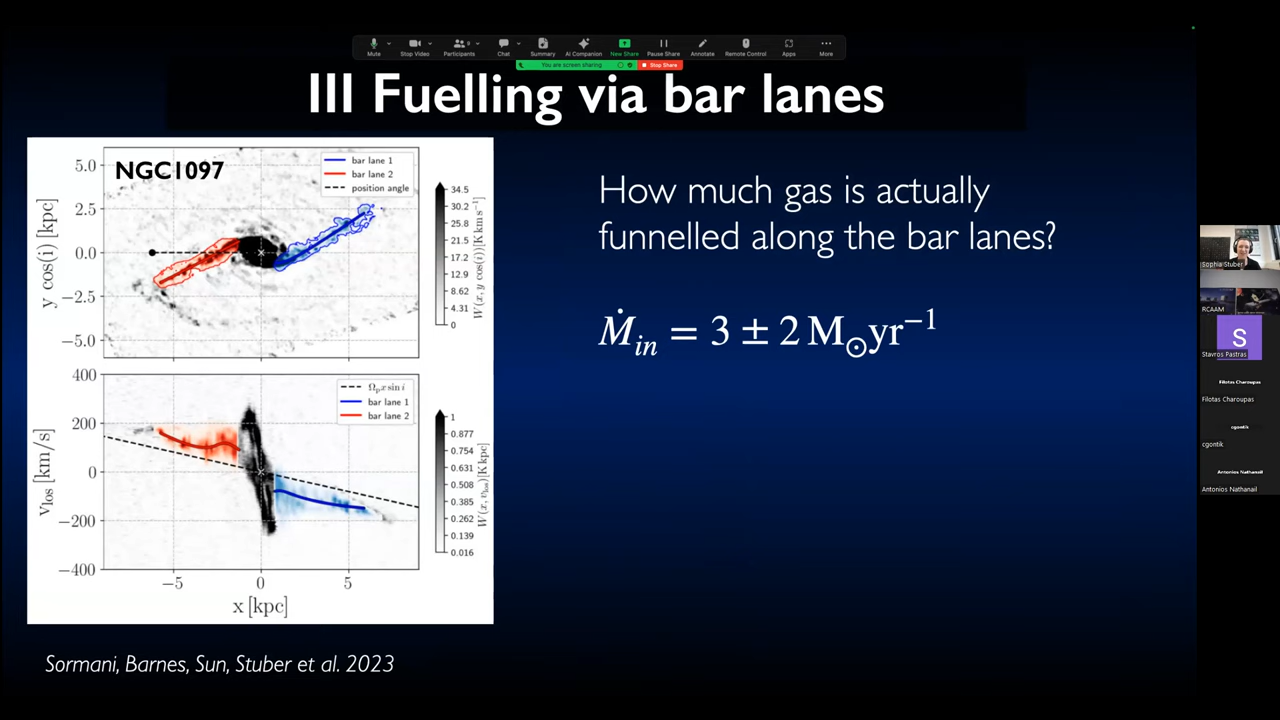 Mute
Stop Video
Participants
9
Chat
Summary
AI Companion
New Share
Pause Share
Annotate
Remote Control
Apps
More
You are screen sharing
Stop Share
III Fuelling via bar lanes
NGC1097
bar lane 1
bar lane 2
position angle
5.0
2.5
0.0
−2.5
−5.0
y cos(i) [kpc]
34.5
30.2
25.8
21.5
17.2
12.9
8.62
4.31
0
W(x, y cos(i))[K km s⁻¹]
Ωₚx sin i
bar lane 1
bar lane 2
400
200
0
−200
−400
v_los [km/s]
−5
0
5
x [kpc]
1
0.877
0.754
0.631
0.508
0.385
0.262
0.139
0.016
W(x, v_los)[K kpc]
How much gas is actually
funnelled along the bar lanes?
Ṁ_in = 3 ± 2 M_⊙yr⁻¹
Sormani, Barnes, Sun, Stuber et al. 2023
Sophia Stuber
RCAAM
S
Stavros Pastras
Filotas Charoupas
Filotas Charoupas
cgontik
cgontik
Antonios Nathanail
Antonios Nathanail